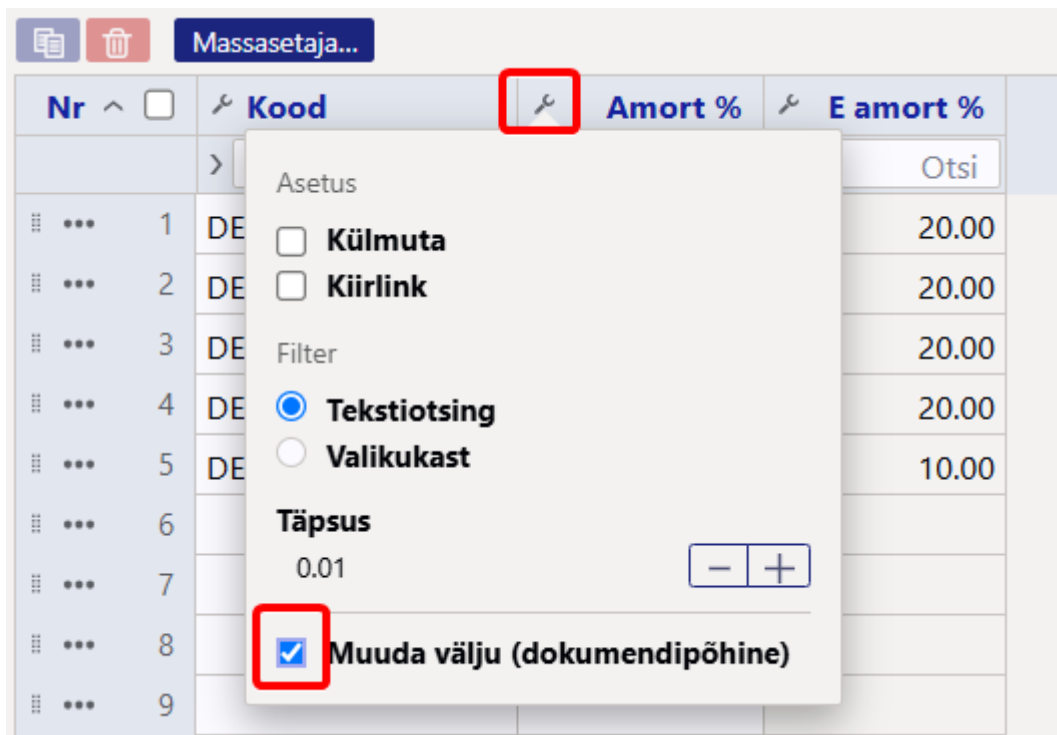 Massasetaja...
Nr Kood Amort % E amort %
Otsi
Asetus
1 DE 20.00
Külmuta
2 DE Kiirlink 20.00
3 DE Filter 20.00
4 DE Tekstiotsing 20.00
Valikukast
5 DE 10.00
6 Täpsus
0.01
7
8 Muuda välju (dokumendipõhine)
9